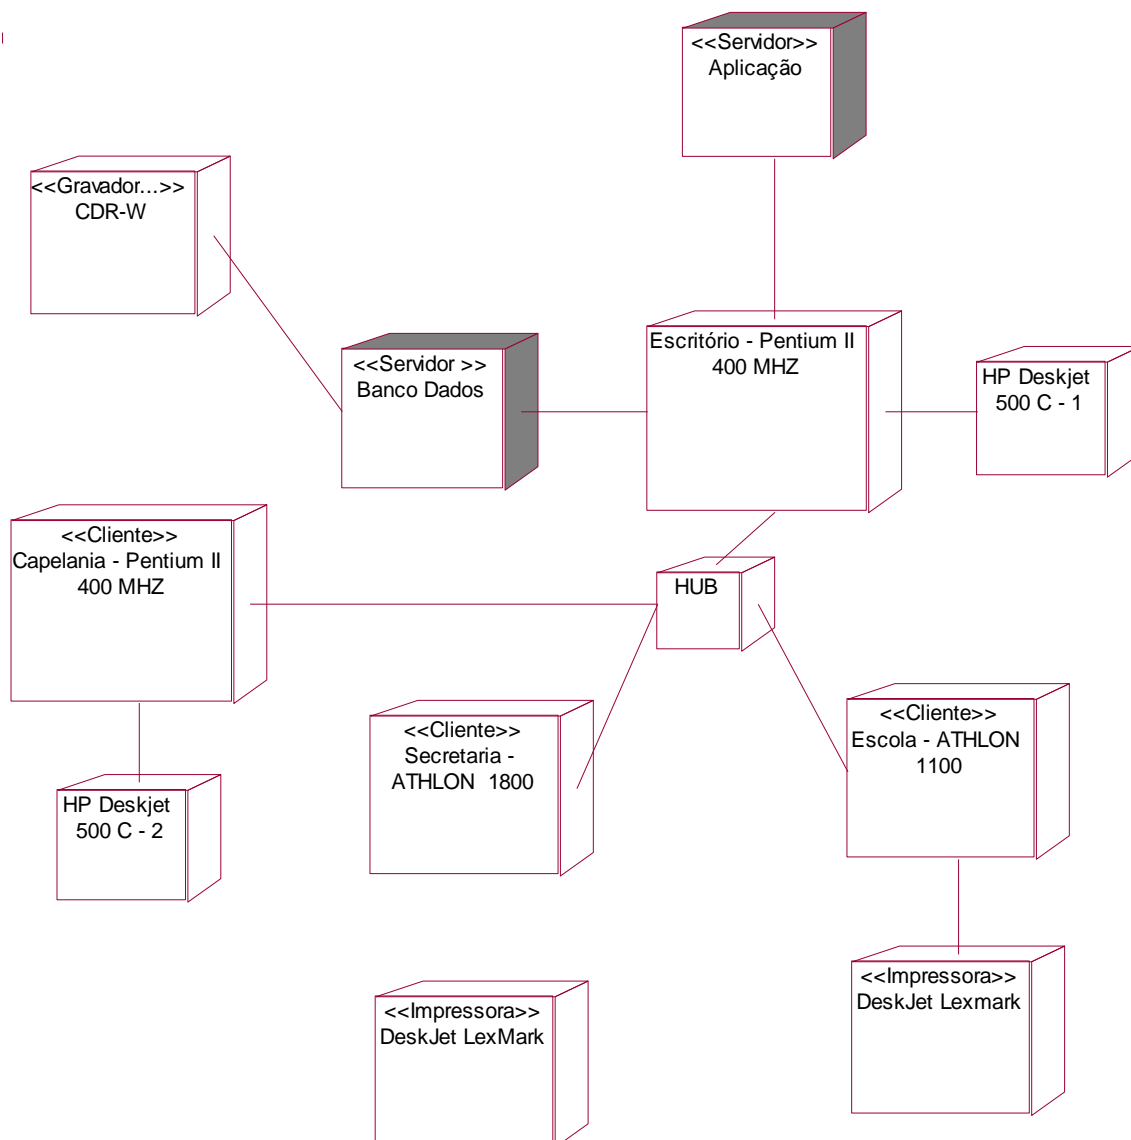 <<Servidor>>
Aplicação
<<Gravador...>>
CDR-W
<<Servidor >>
Banco Dados
Escritório - Pentium II
400 MHZ
HP Deskjet
500 C - 1
<<Cliente>>
Capelania - Pentium II
400 MHZ
HUB
<<Cliente>>
Secretaria -
ATHLON  1800
<<Cliente>>
Escola - ATHLON
1100
HP Deskjet
500 C - 2
<<Impressora>>
DeskJet LexMark
<<Impressora>>
DeskJet Lexmark